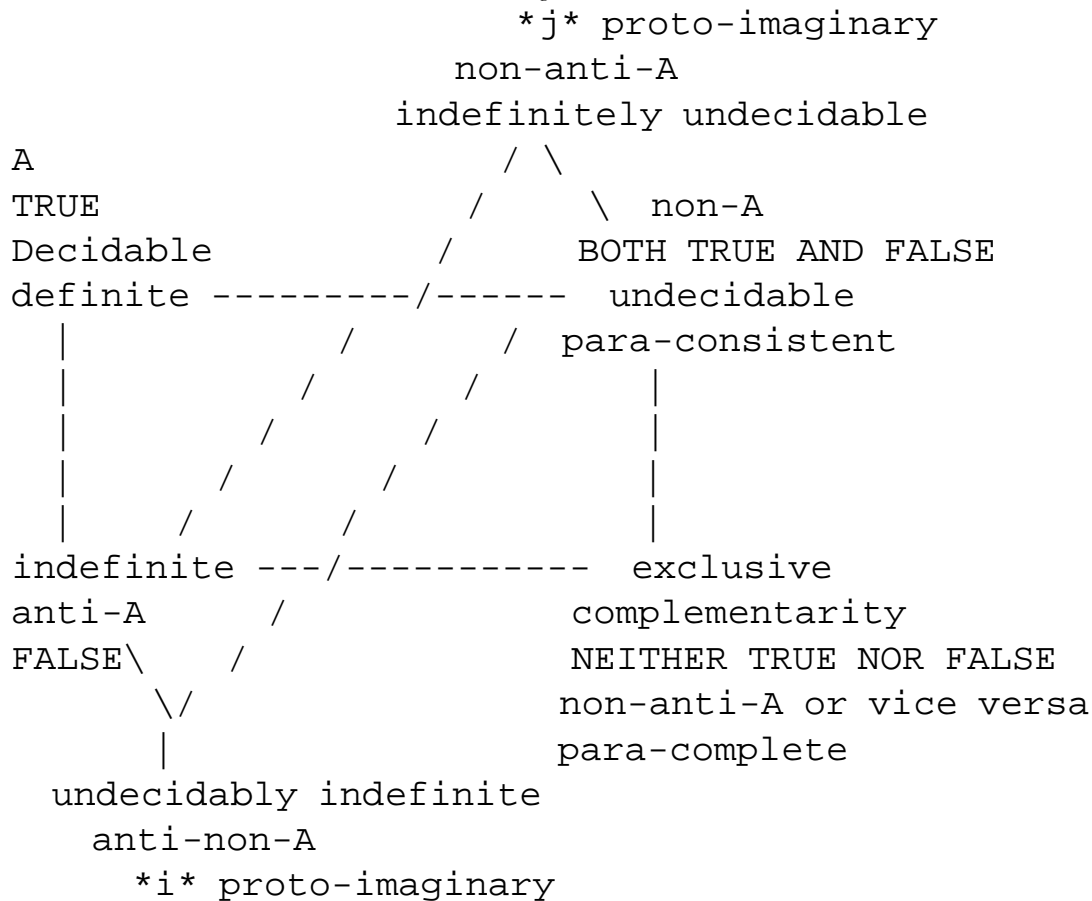 *j* proto-imaginary
non-anti-A
indefinitely undecidable
A / \
TRUE / \ non-A
Decidable / BOTH TRUE AND FALSE
definite ---------/------ undecidable
| / / para-consistent
| / / |
| / / |
| / / |
| / / |
indefinite ---/----------- exclusive
anti-A / complementarity
FALSE\ / NEITHER TRUE NOR FALSE
\/ non-anti-A or vice versa
| para-complete
undecidably indefinite
anti-non-A
*i* proto-imaginary